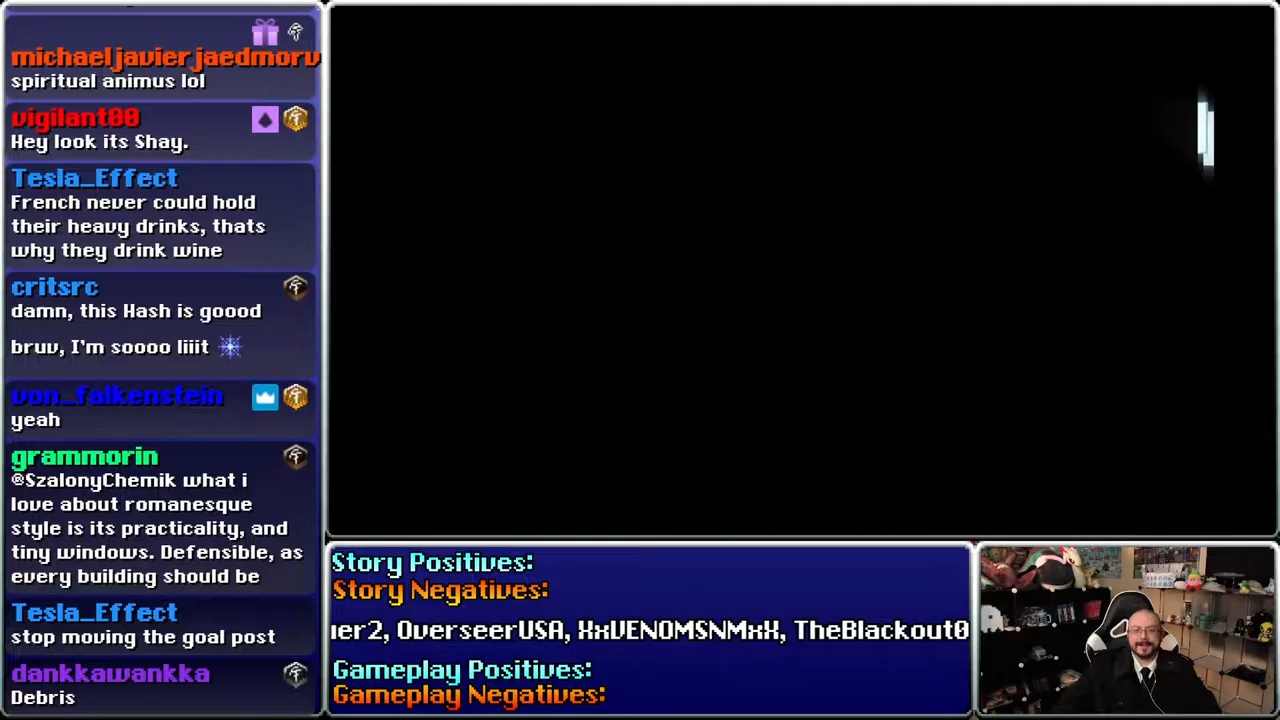 michaeljavierjaedmorv
spiritual animus lol
vigilant00
Hey look its Shay.
Tesla_Effect
French never could hold
their heavy drinks, thats
why they drink wine
critsrc
damn, this Hash is goood
bruv, I'm soooo liiit
von_falkenstein
yeah
grammorin
@SzalonyChemik what i
love about romanesque
style is its practicality, and
tiny windows. Defensible, as
every building should be
Tesla_Effect
stop moving the goal post
dankkawankka
Debris
Story Positives:
Story Negatives:
uer2, OverseerUSA, XxVENOMSNMxX, TheBlackout0
Gameplay Positives:
Gameplay Negatives: